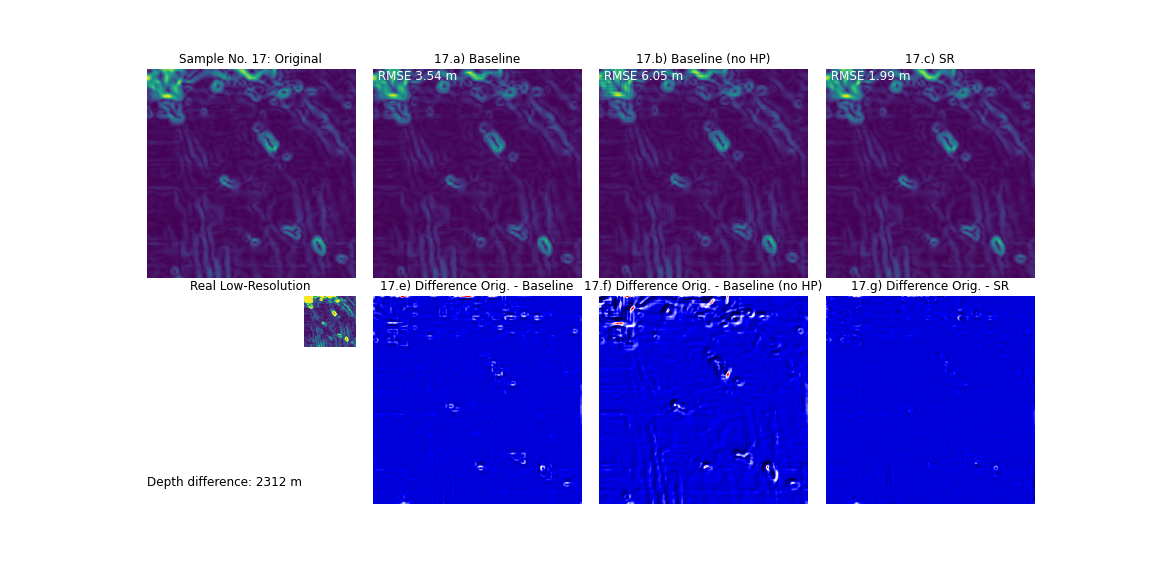 Sample No. 17: Original
17.a) Baseline
17.b) Baseline (no HP)
17.c) SR
RMSE 3.54 m
RMSE 6.05 m
RMSE 1.99 m
Real Low-Resolution
17.e) Difference Orig. - Baseline
17.f) Difference Orig. - Baseline (no HP)
17.g) Difference Orig. - SR
Depth difference: 2312 m